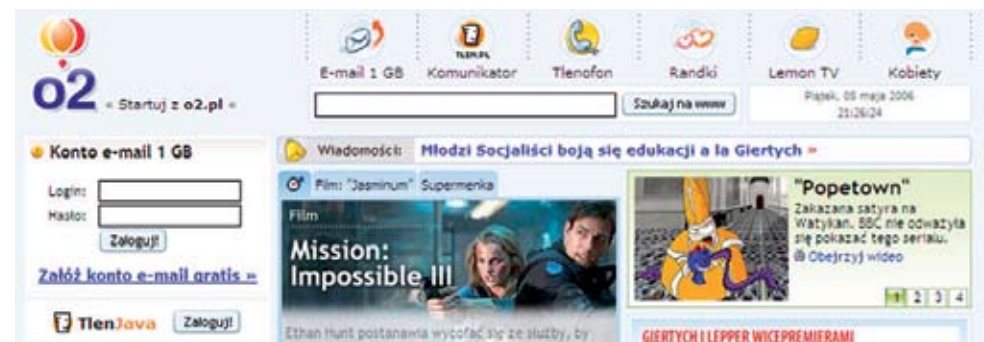 o2
« Startuj z o2.pl «
E-mail 1 GB
TLEN.PL
Komunikator
Tlenofon
Randki
Lemon TV
Kobiety
Szukaj na www
Piątek, 05 maja 2006
21:26:24
Konto e-mail 1 GB
Login:
Hasło:
Zaloguj!
Załóż konto e-mail gratis »
TlenJava
Zaloguj!
Wiadomości: Młodzi Socjaliści boją się edukacji a la Giertych »
Film: "Jasminum" Supermenka
Film
Mission:
Impossible III
Ethan Hunt postanawia wycofać się ze służby, by
"Popetown"
Zakazana satyra na
Watykan. BBC nie odważyła
się pokazać tego serialu.
Obejrzyj wideo
1 2 3 4
GIERTYCH I LEPPER WICEPREMIERAMI